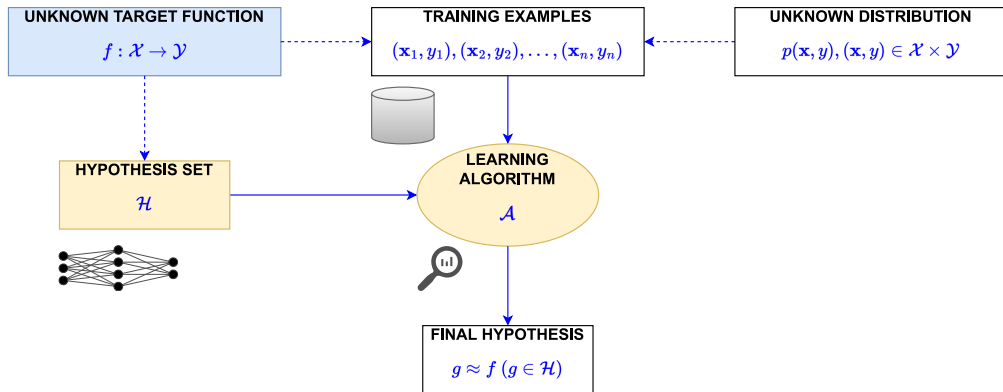 UNKNOWN TARGET FUNCTION
f : 𝒳 → 𝒴
TRAINING EXAMPLES
(x₁, y₁), (x₂, y₂), . . . , (xₙ, yₙ)
UNKNOWN DISTRIBUTION
p(x, y), (x, y) ∈ 𝒳 × 𝒴
HYPOTHESIS SET
ℋ
LEARNING
ALGORITHM
𝒜
FINAL HYPOTHESIS
g ≈ f (g ∈ ℋ)